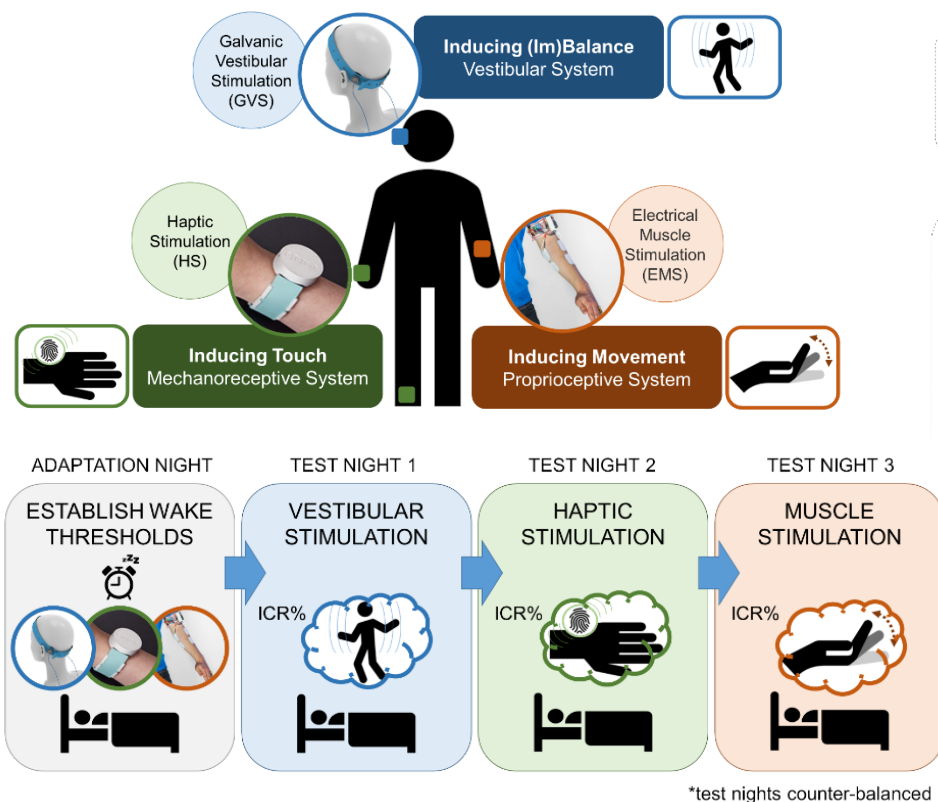 Galvanic
Vestibular
Stimulation
(GVS)
Inducing (Im)Balance
Vestibular System
Haptic
Stimulation
(HS)
Electrical
Muscle
Stimulation
(EMS)
Inducing Touch
Mechanoreceptive System
Inducing Movement
Proprioceptive System
ADAPTATION NIGHT
TEST NIGHT 1
TEST NIGHT 2
TEST NIGHT 3
ESTABLISH WAKE
THRESHOLDS
zZZ
VESTIBULAR
STIMULATION
ICR%
HAPTIC
STIMULATION
ICR%
MUSCLE
STIMULATION
ICR%
*test nights counter-balanced